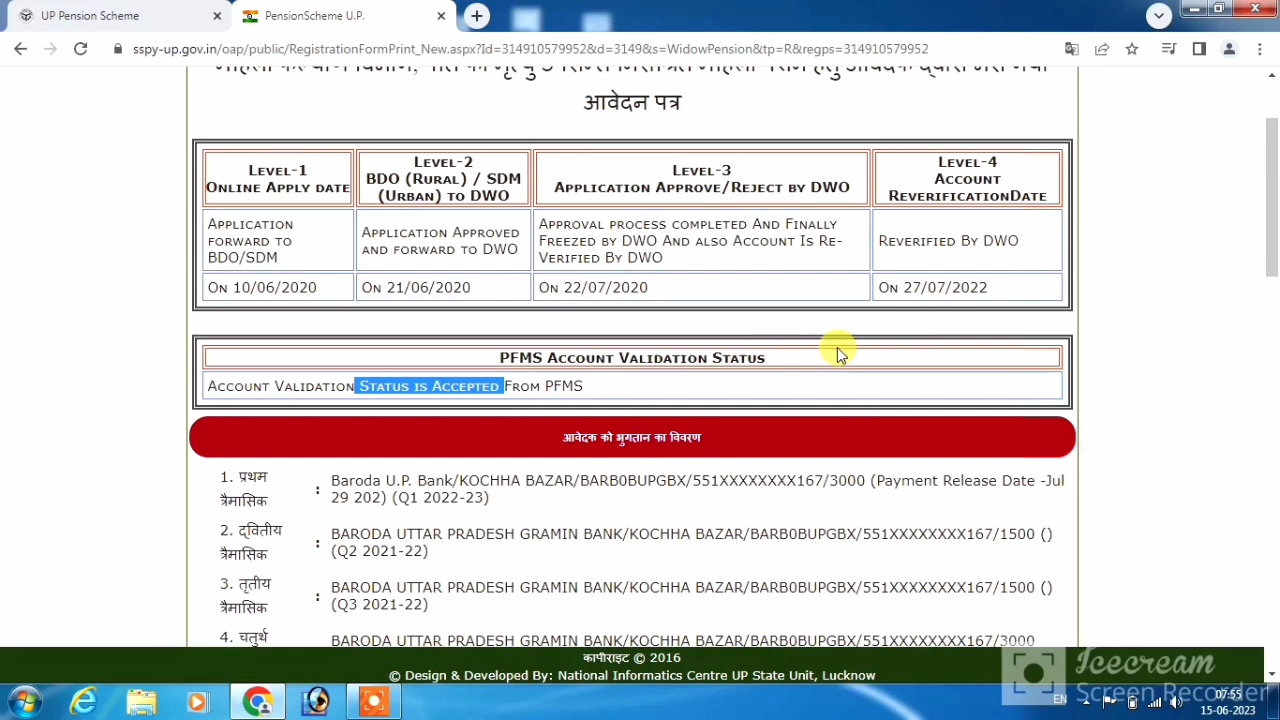 UP Pension Scheme
PensionScheme U.P.
sspy-up.gov.in/oap/public/RegistrationFormPrint_New.aspx?Id=314910579952&d=3149&s=WidowPension&tp=R&regps=314910579952
आवेदन पत्र
LEVEL-1
ONLINE APPLY DATE
LEVEL-2
BDO (RURAL) / SDM
(URBAN) TO DWO
LEVEL-3
APPLICATION APPROVE/REJECT BY DWO
LEVEL-4
ACCOUNT
REVERIFICATIONDATE
APPLICATION
FORWARD TO
BDO/SDM
APPLICATION APPROVED
AND FORWARD TO DWO
APPROVAL PROCESS COMPLETED AND FINALLY
FREEZED BY DWO AND ALSO ACCOUNT IS RE-
VERIFIED BY DWO
REVERIFIED BY DWO
ON 10/06/2020
ON 21/06/2020
ON 22/07/2020
ON 27/07/2022
PFMS ACCOUNT VALIDATION STATUS
ACCOUNT VALIDATION STATUS IS ACCEPTED FROM PFMS
आवेदक को भुगतान का विवरण
1. प्रथम
त्रैमासिक
:
Baroda U.P. Bank/KOCHHA BAZAR/BARB0BUPGBX/551XXXXXXXX167/3000 (Payment Release Date -Jul
29 202) (Q1 2022-23)
2. द्वितीय
त्रैमासिक
:
BARODA UTTAR PRADESH GRAMIN BANK/KOCHHA BAZAR/BARB0BUPGBX/551XXXXXXXX167/1500 ()
(Q2 2021-22)
3. तृतीय
त्रैमासिक
:
BARODA UTTAR PRADESH GRAMIN BANK/KOCHHA BAZAR/BARB0BUPGBX/551XXXXXXXX167/1500 ()
(Q3 2021-22)
4. चतुर्थ
BARODA UTTAR PRADESH GRAMIN BANK/KOCHHA BAZAR/BARB0BUPGBX/551XXXXXXXX167/3000
कापीराइट © 2016
© Design & Developed By: National Informatics Centre UP State Unit, Lucknow
Icecream
Screen Recorder
EN
07:55
15-06-2023